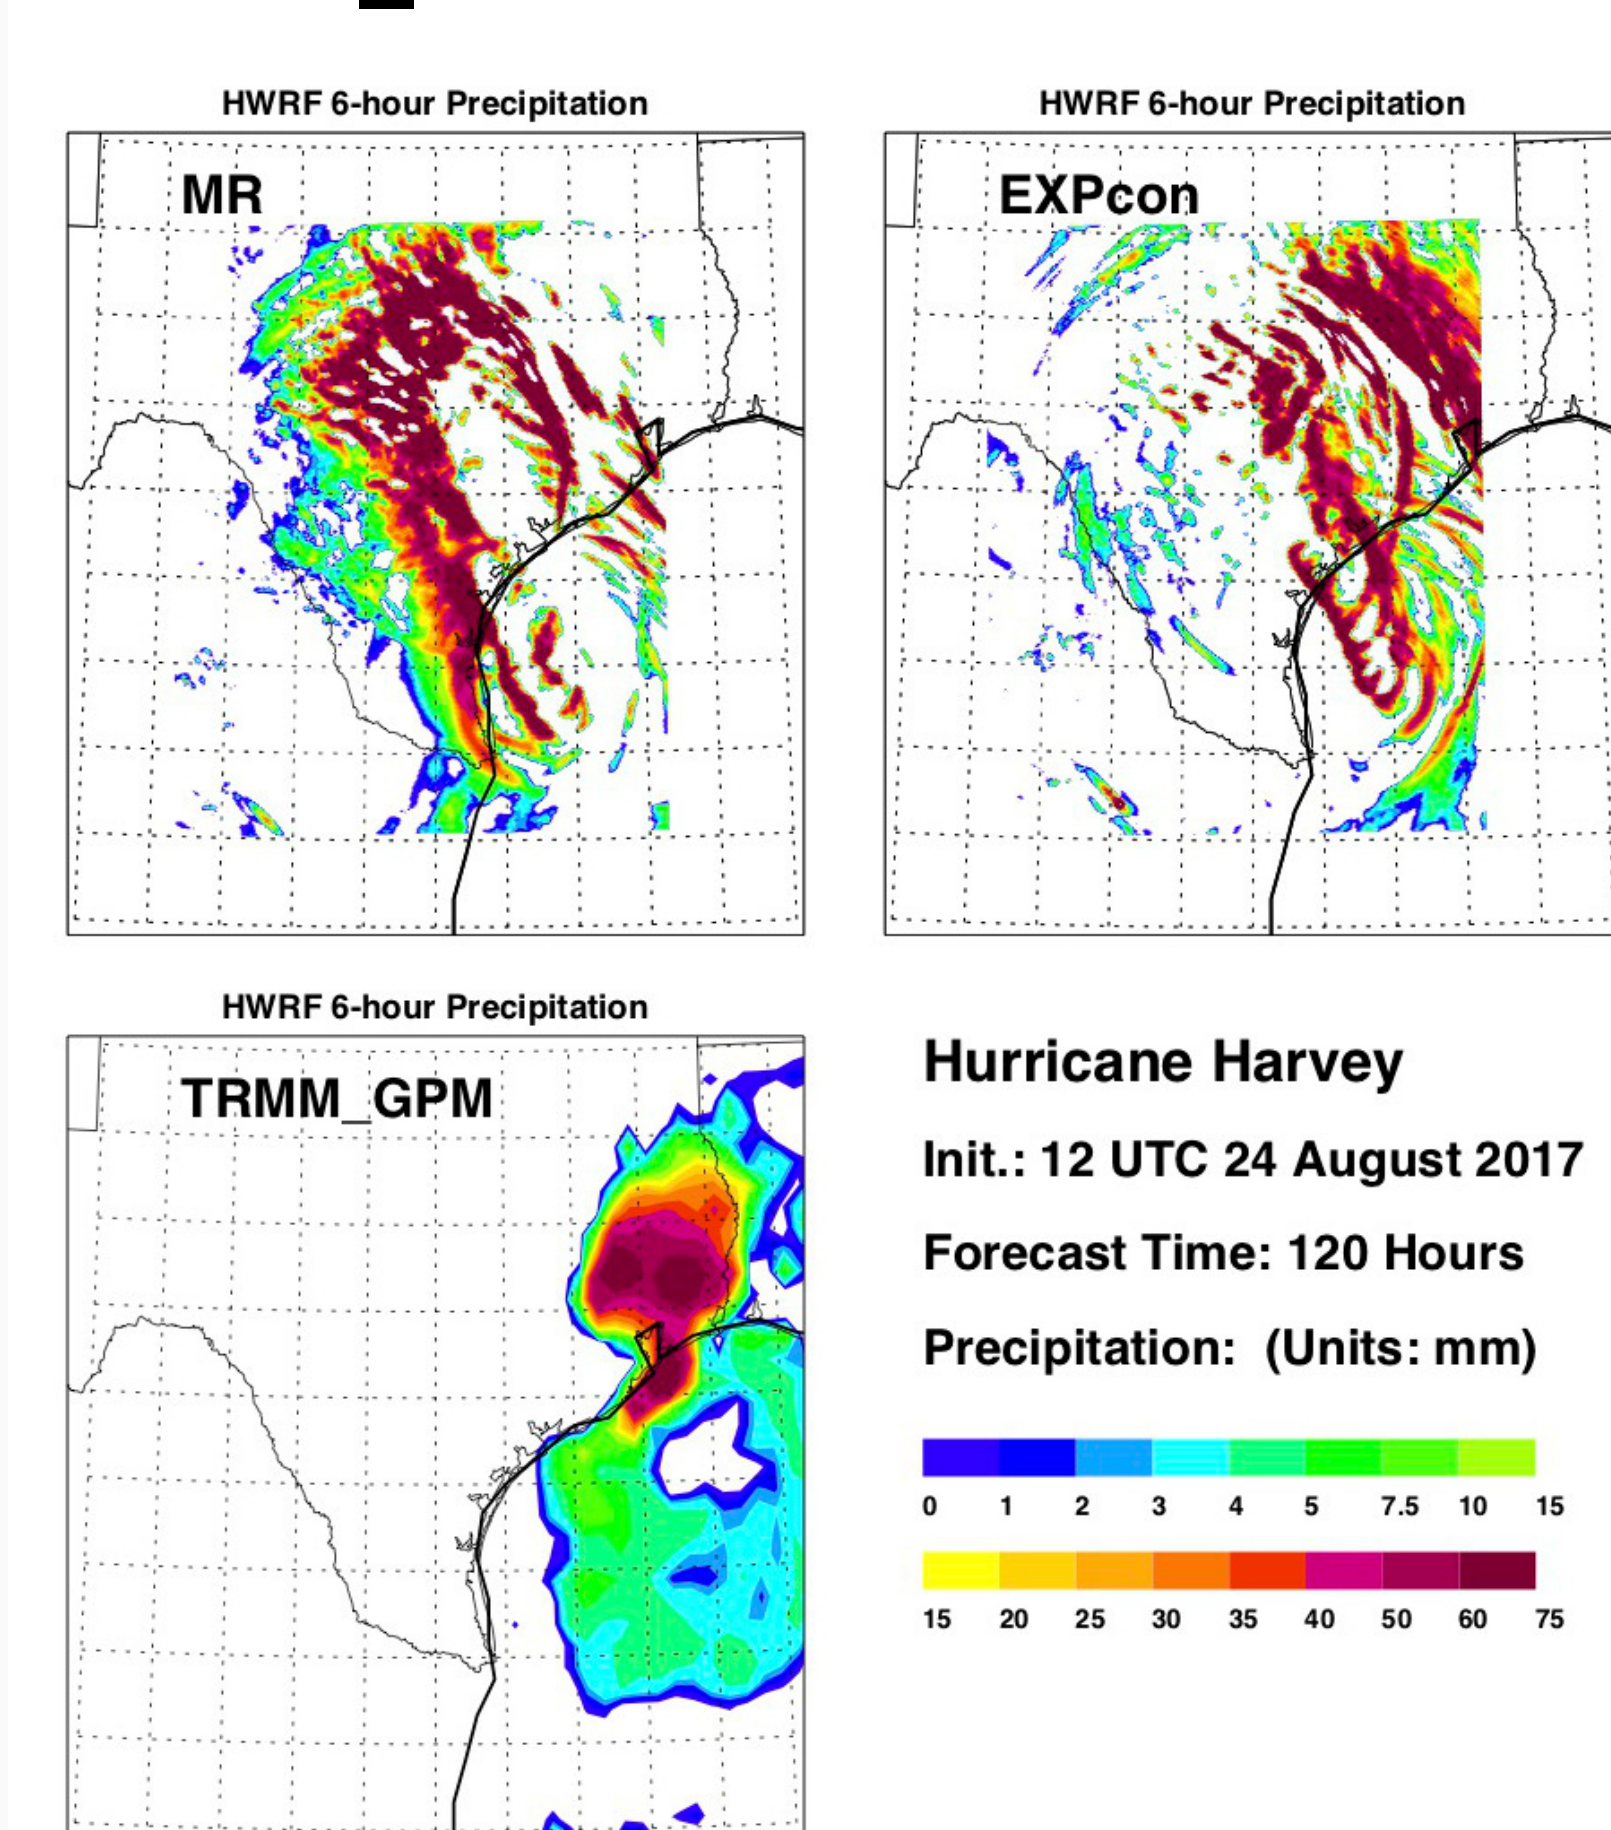 HWRF 6-hour Precipitation
MR
HWRF 6-hour Precipitation
EXPcon
HWRF 6-hour Precipitation
TRMM_GPM
Hurricane Harvey
Init.: 12 UTC 24 August 2017
Forecast Time: 120 Hours
Precipitation: (Units: mm)
0 1 2 3 4 5 7.5 10 15
15 20 25 30 35 40 50 60 75